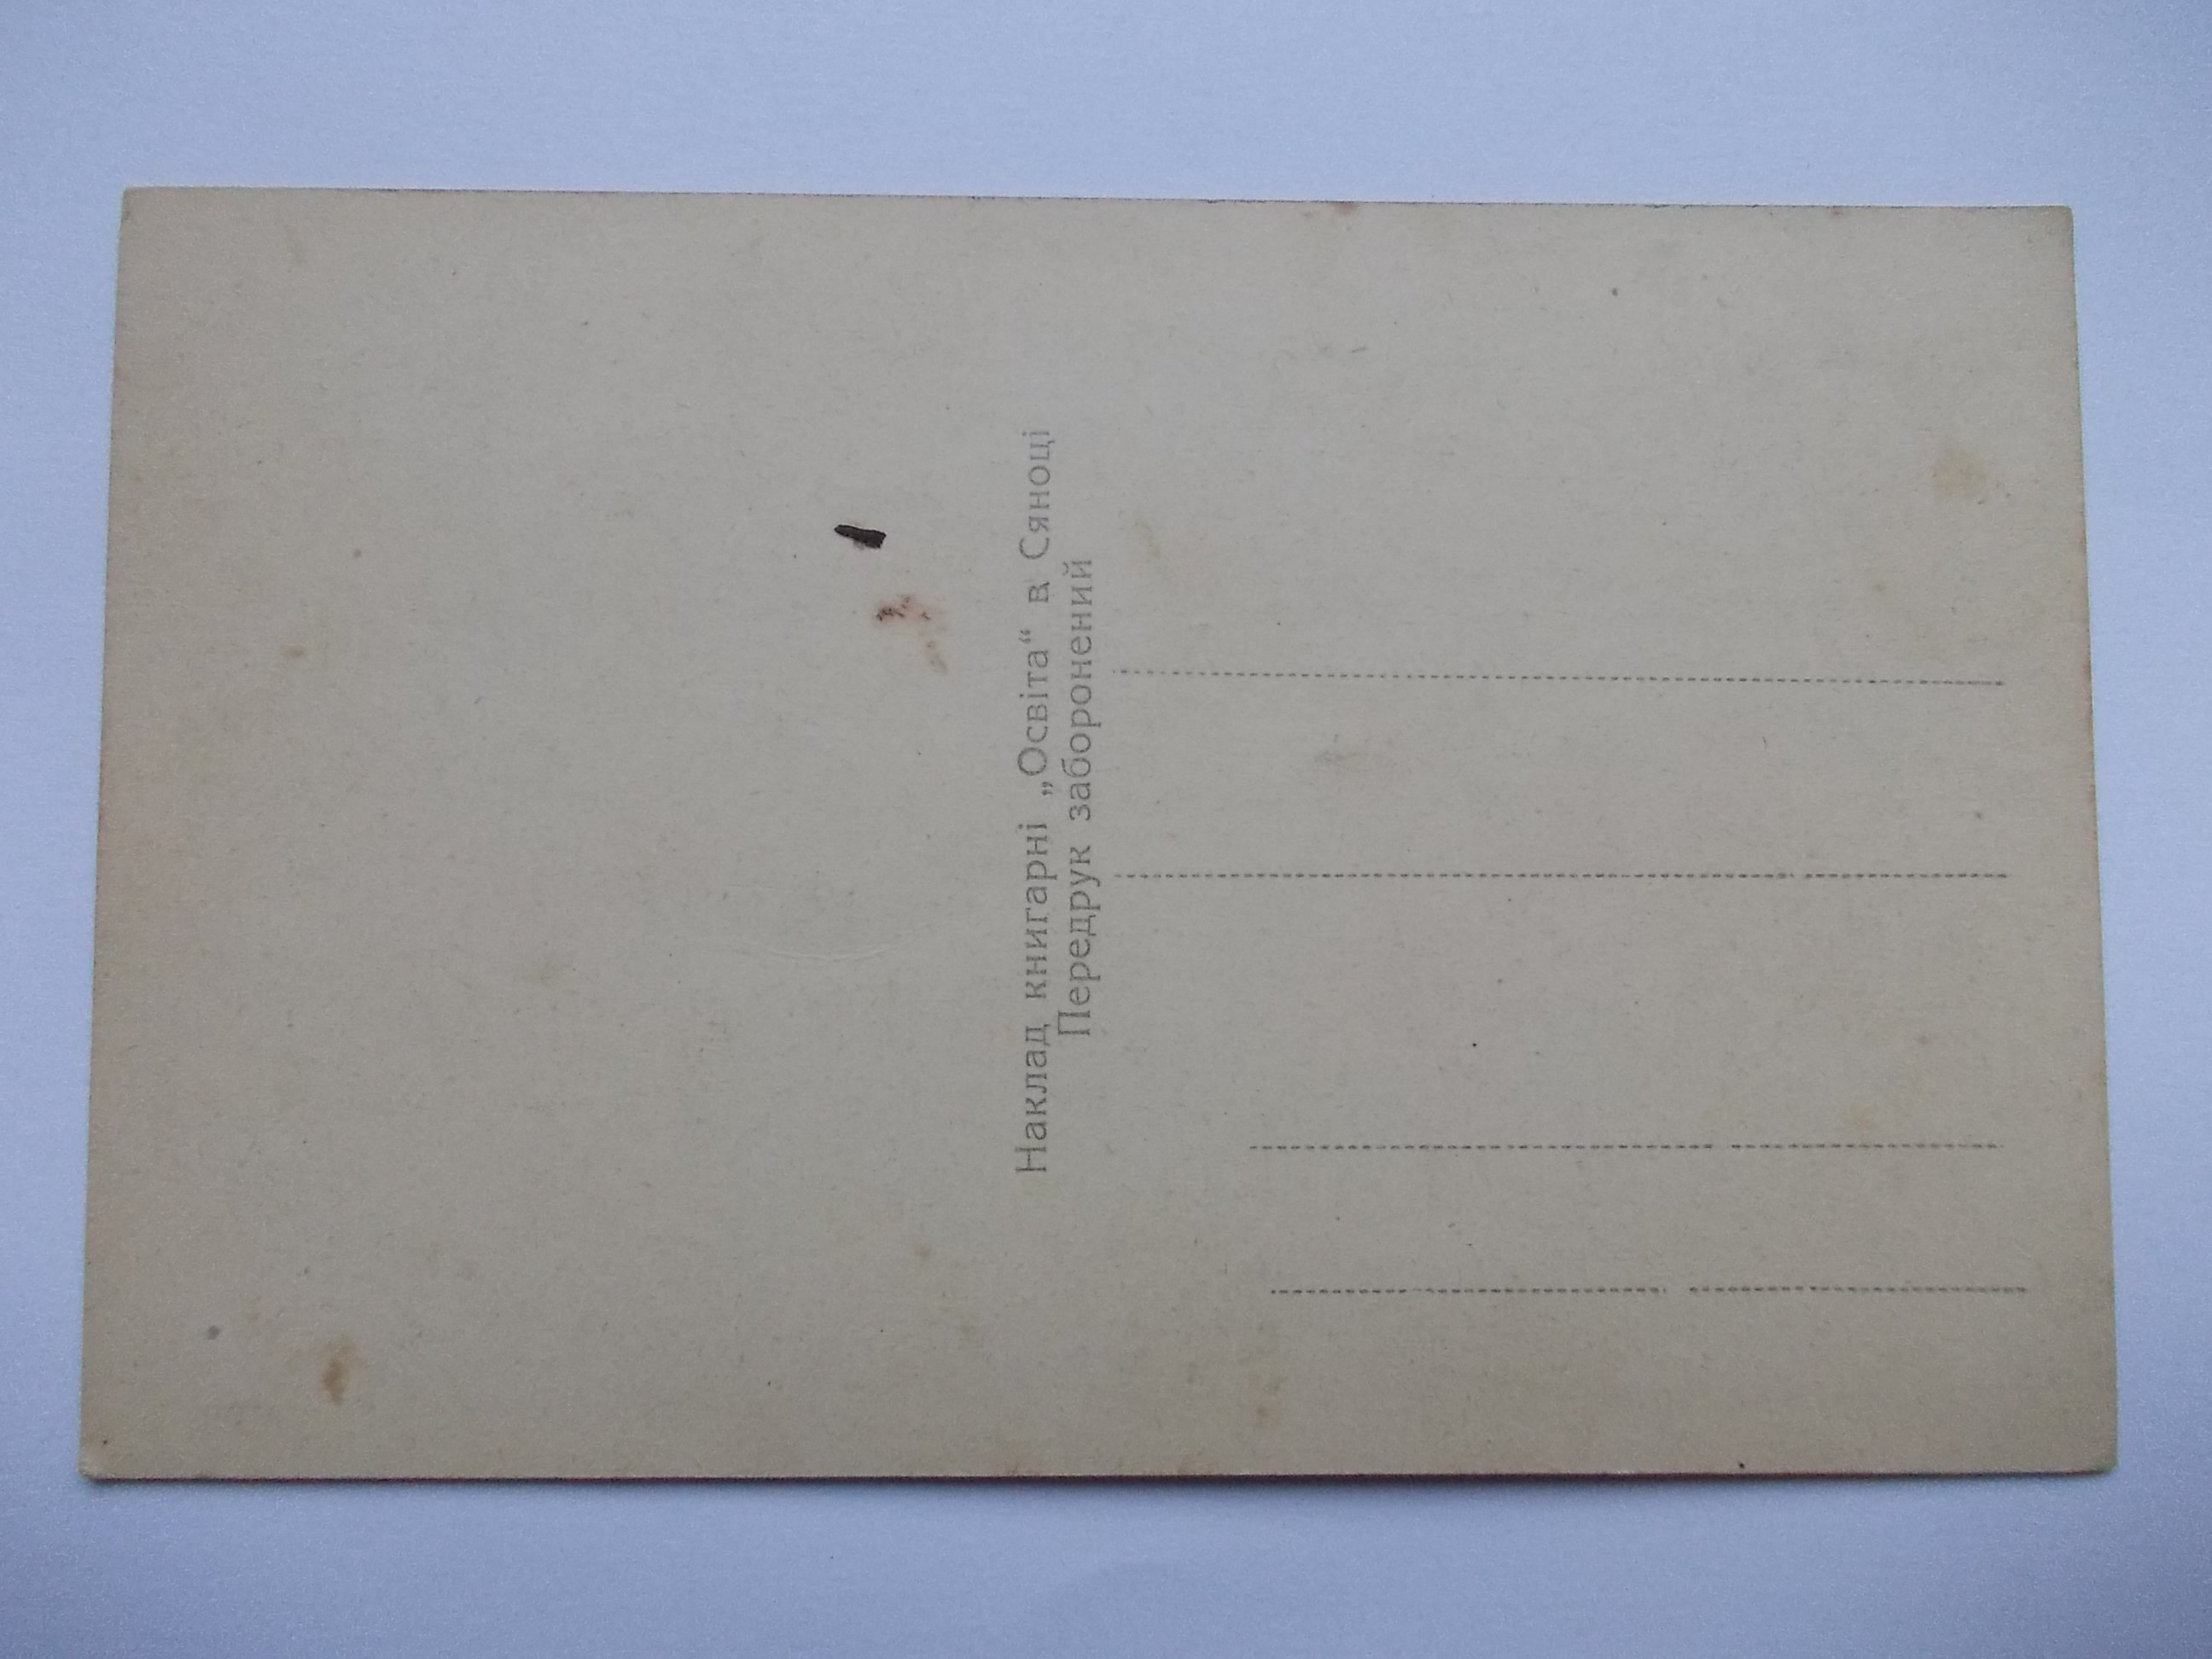 Наклад книгарні „Освіта“ в Сяноці
Передрук заборонений